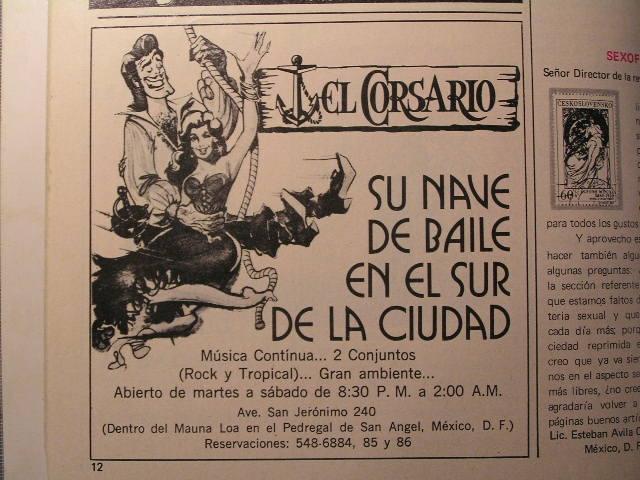 EL CORSARIO
SU NAVE
DE BAILE
EN EL SUR
DE LA CIUDAD
Música Contínua... 2 Conjuntos
(Rock y Tropical)... Gran ambiente...
Abierto de martes a sábado de 8:30 P. M. a 2:00 A.M.
Ave. San Jerónimo 240
(Dentro del Mauna Loa en el Pedregal de San Angel, México, D. F.)
Reservaciones: 548-6884, 85 y 86
12
Señor Director de la
CESKOSLOVENSKO
60
para todos los gustos
Y aprovecho
hacer también
algunas preguntas:
la sección referente
que estamos faltos
teria sexual y
cada día más;
ciedad reprimida
creo que ya va
nos en el aspecto
más libres, ¿no
agradaría volver a
páginas buenos
Lic. Esteban Avila
México, D.